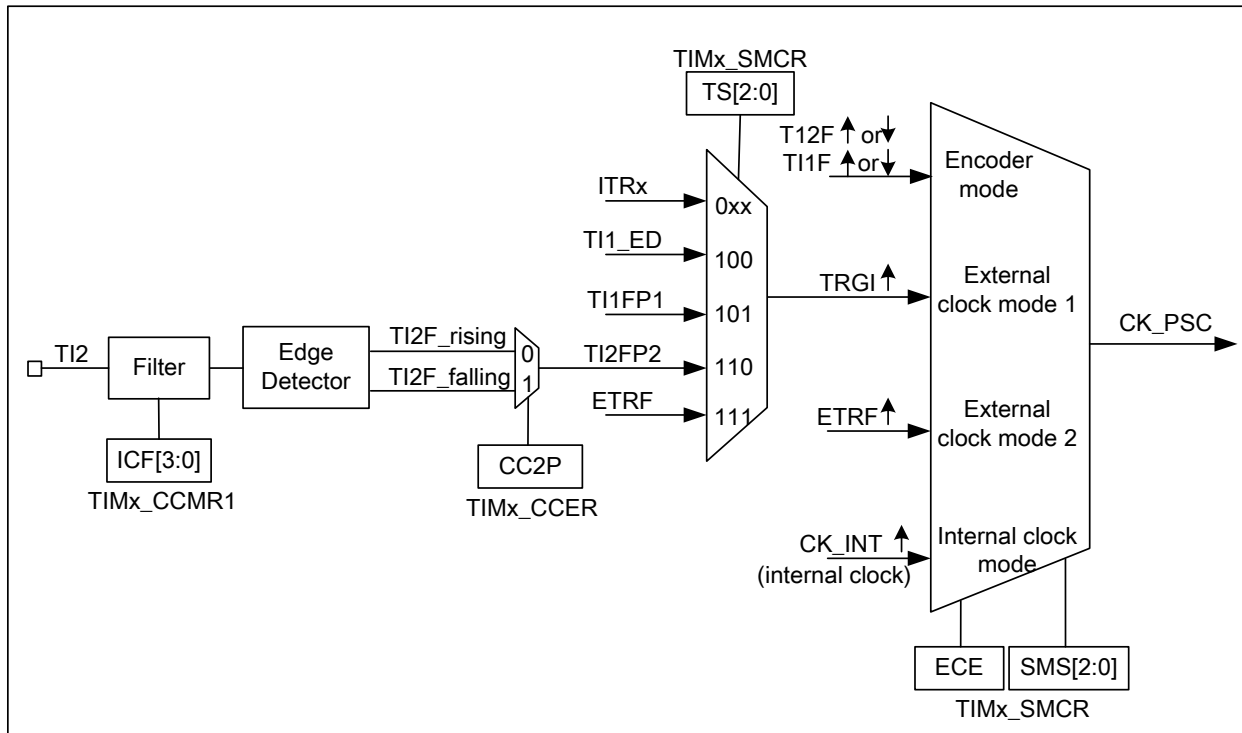 TIMx_SMCR
TS[2:0]
T12F ↑ or ↓
TI1F ↑ or ↓
Encoder
mode
ITRx
0xx
TI1_ED
100
TRGI ↑
External
clock mode 1
TI1FP1
101
CK_PSC
TI2
Filter
Edge
Detector
TI2F_rising
0
TI2F_falling
1
TI2FP2
110
ETRF
111
ETRF ↑
External
clock mode 2
ICF[3:0]
TIMx_CCMR1
CC2P
TIMx_CCER
CK_INT ↑
(internal clock)
Internal clock
mode
ECE
SMS[2:0]
TIMx_SMCR